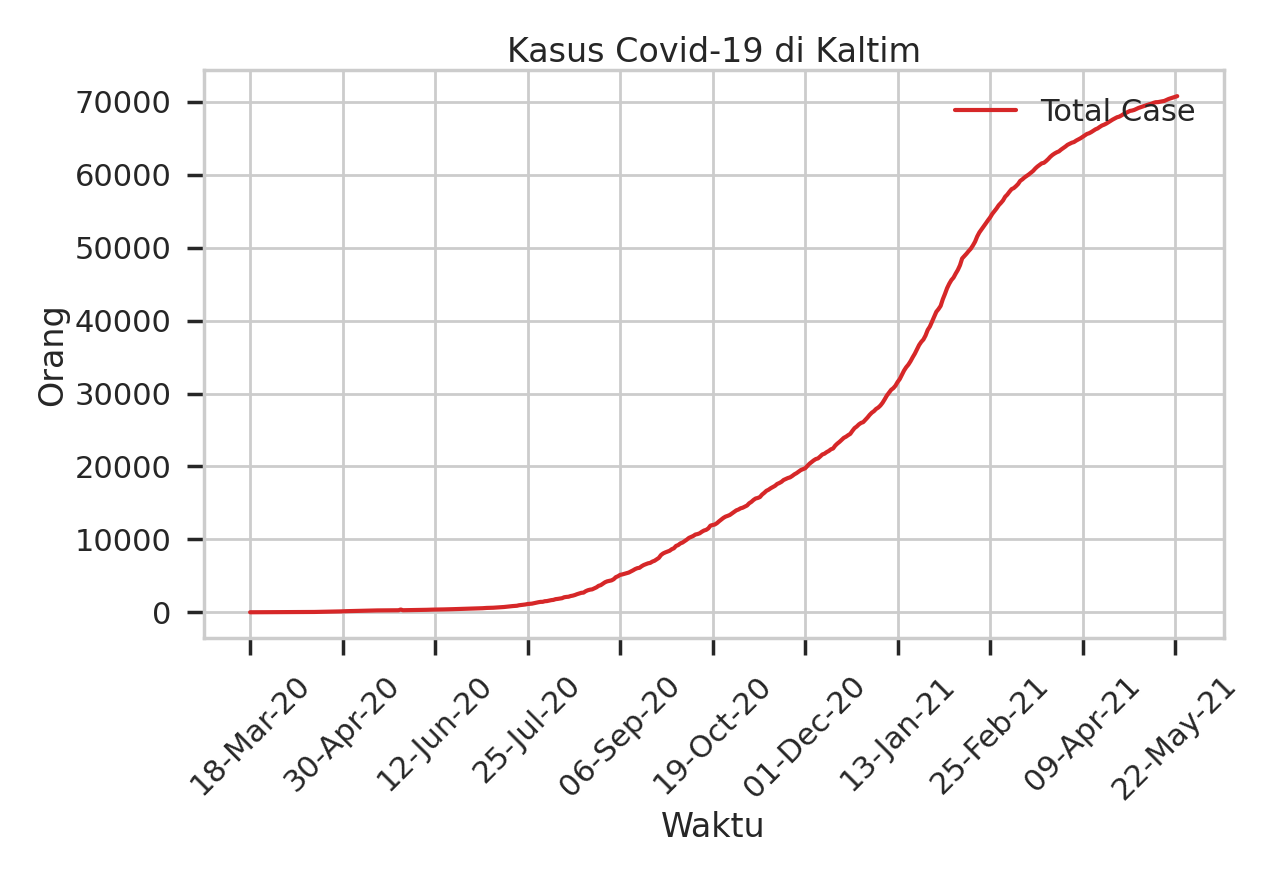 Kasus Covid-19 di Kaltim
Total Case
Orang
70000
60000
50000
40000
30000
20000
10000
0
18-Mar-20
30-Apr-20
12-Jun-20
25-Jul-20
06-Sep-20
19-Oct-20
01-Dec-20
13-Jan-21
25-Feb-21
09-Apr-21
22-May-21
Waktu